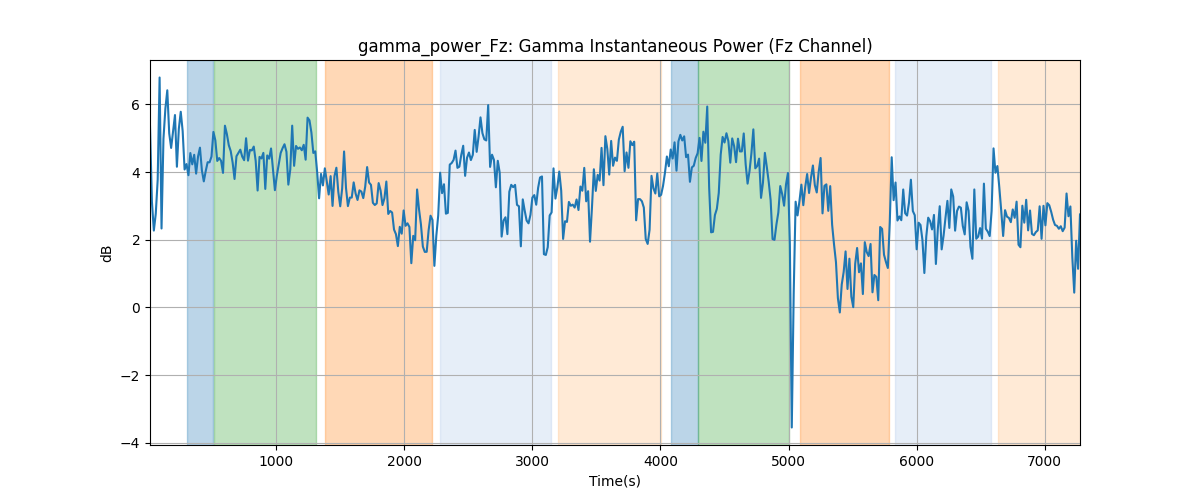 gamma_power_Fz: Gamma Instantaneous Power (Fz Channel)
dB
6
4
2
0
−2
−4
1000 2000 3000 4000 5000 6000 7000
Time(s)